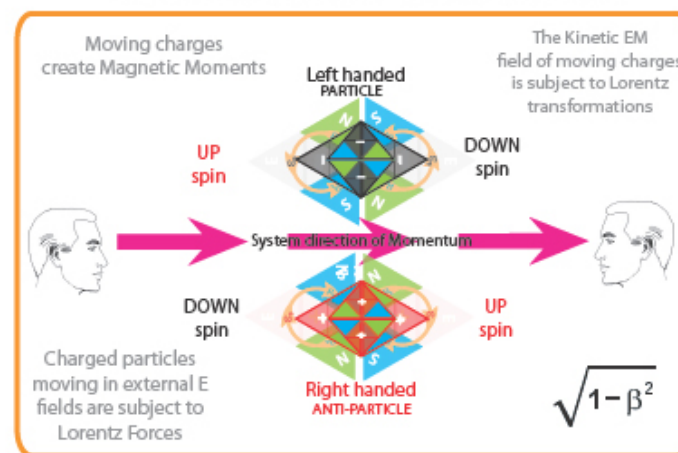 Moving charges
create Magnetic Moments
The Kinetic EM
field of moving charges
is subject to Lorentz
transformations
Left handed
PARTICLE
N S
UP
spin
DOWN
spin
S N
System direction of Momentum
N
DOWN
spin
UP
spin
N S
Charged particles
moving in external E
fields are subject to
Lorentz Forces
Right handed
ANTI-PARTICLE
√1-β²